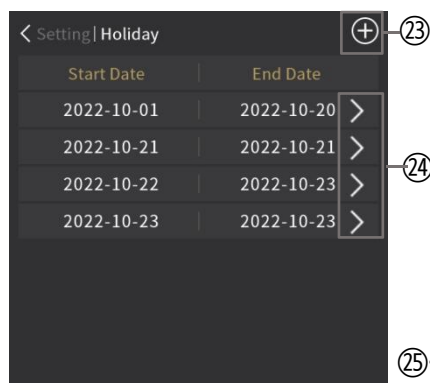 Setting|Holiday ㉓
Start Date | End Date
2022-10-01 | 2022-10-20
2022-10-21 | 2022-10-21
㉔
2022-10-22 | 2022-10-23
2022-10-23 | 2022-10-23
㉕